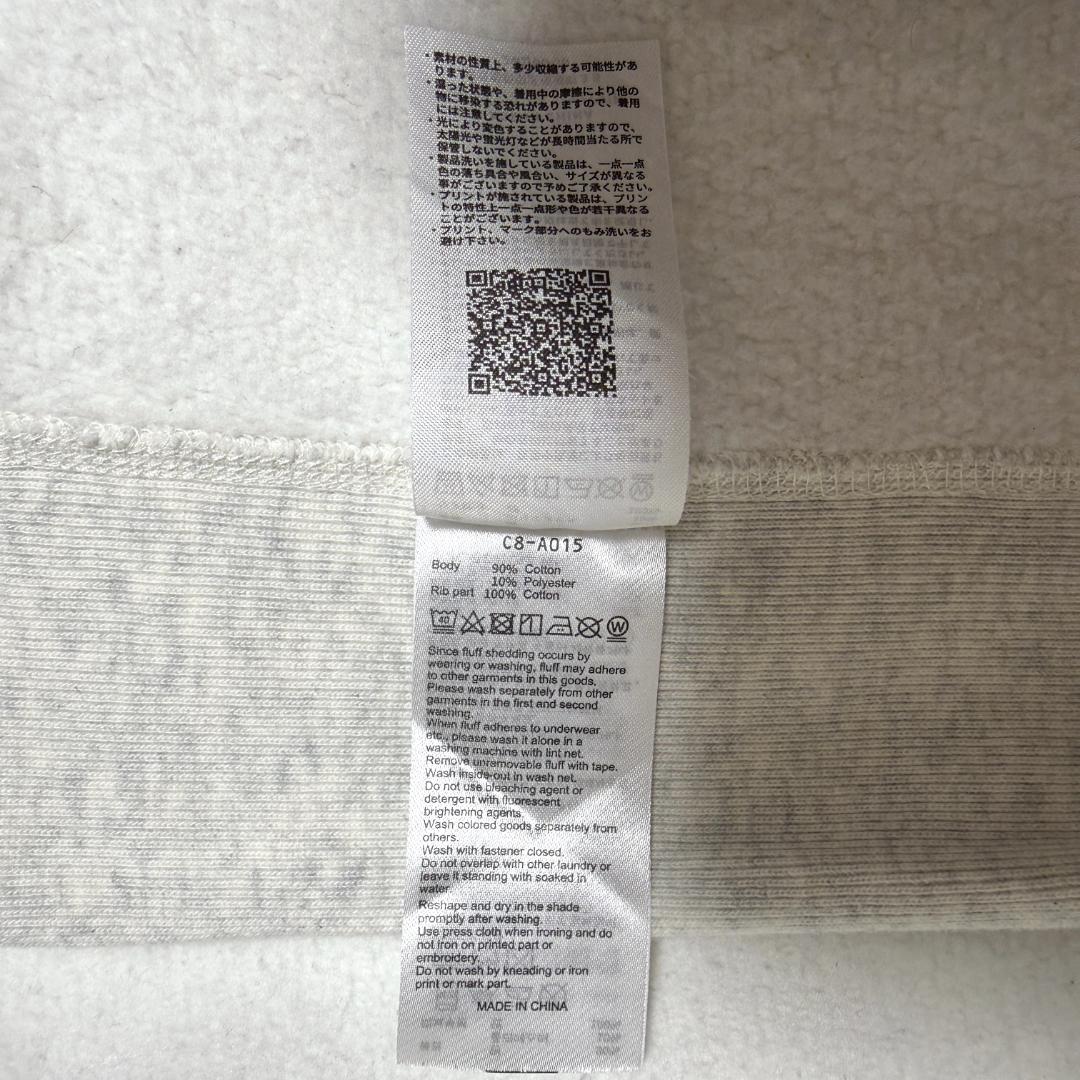 ・素材の性質上、多少収縮する可能性があ
ります。
・湿った状態や、着用中の摩擦により他の
物に移染する恐れがありますので、着用
には注意してください。
・光により変色することがありますので、
太陽光や蛍光灯などが長時間当たる所で
保管しないでください。
・製品洗いを施している製品は、一点一点
色の落ち具合や風合い、サイズが異なる
事がございますので予めご了承ください。
・プリントが施されている製品は、プリン
トの特性上一点一点形や色が若干異なる
ことがございます。
・プリント、マーク部分へのもみ洗いをお
避け下さい。
C8-A015
Body 90% Cotton
10% Polyester
Rib part 100% Cotton
40
W
Since fluff shedding occurs by
wearing or washing, fluff may adhere
to other garments in this goods.
Please wash separately from other
garments in the first and second
washing.
When fluff adheres to underwear
etc., please wash it alone in a
washing machine with lint net.
Remove unremovable fluff with tape.
Wash inside-out in wash net.
Do not use bleaching agent or
detergent with fluorescent
brightening agents.
Wash colored goods separately from
others.
Wash with fastener closed.
Do not overlap with other laundry or
leave it standing with soaked in
water.
Reshape and dry in the shade
promptly after washing.
Use press cloth when ironing and do
not iron on printed part or
embroidery.
Do not wash by kneading or iron
print or mark part.
MADE IN CHINA